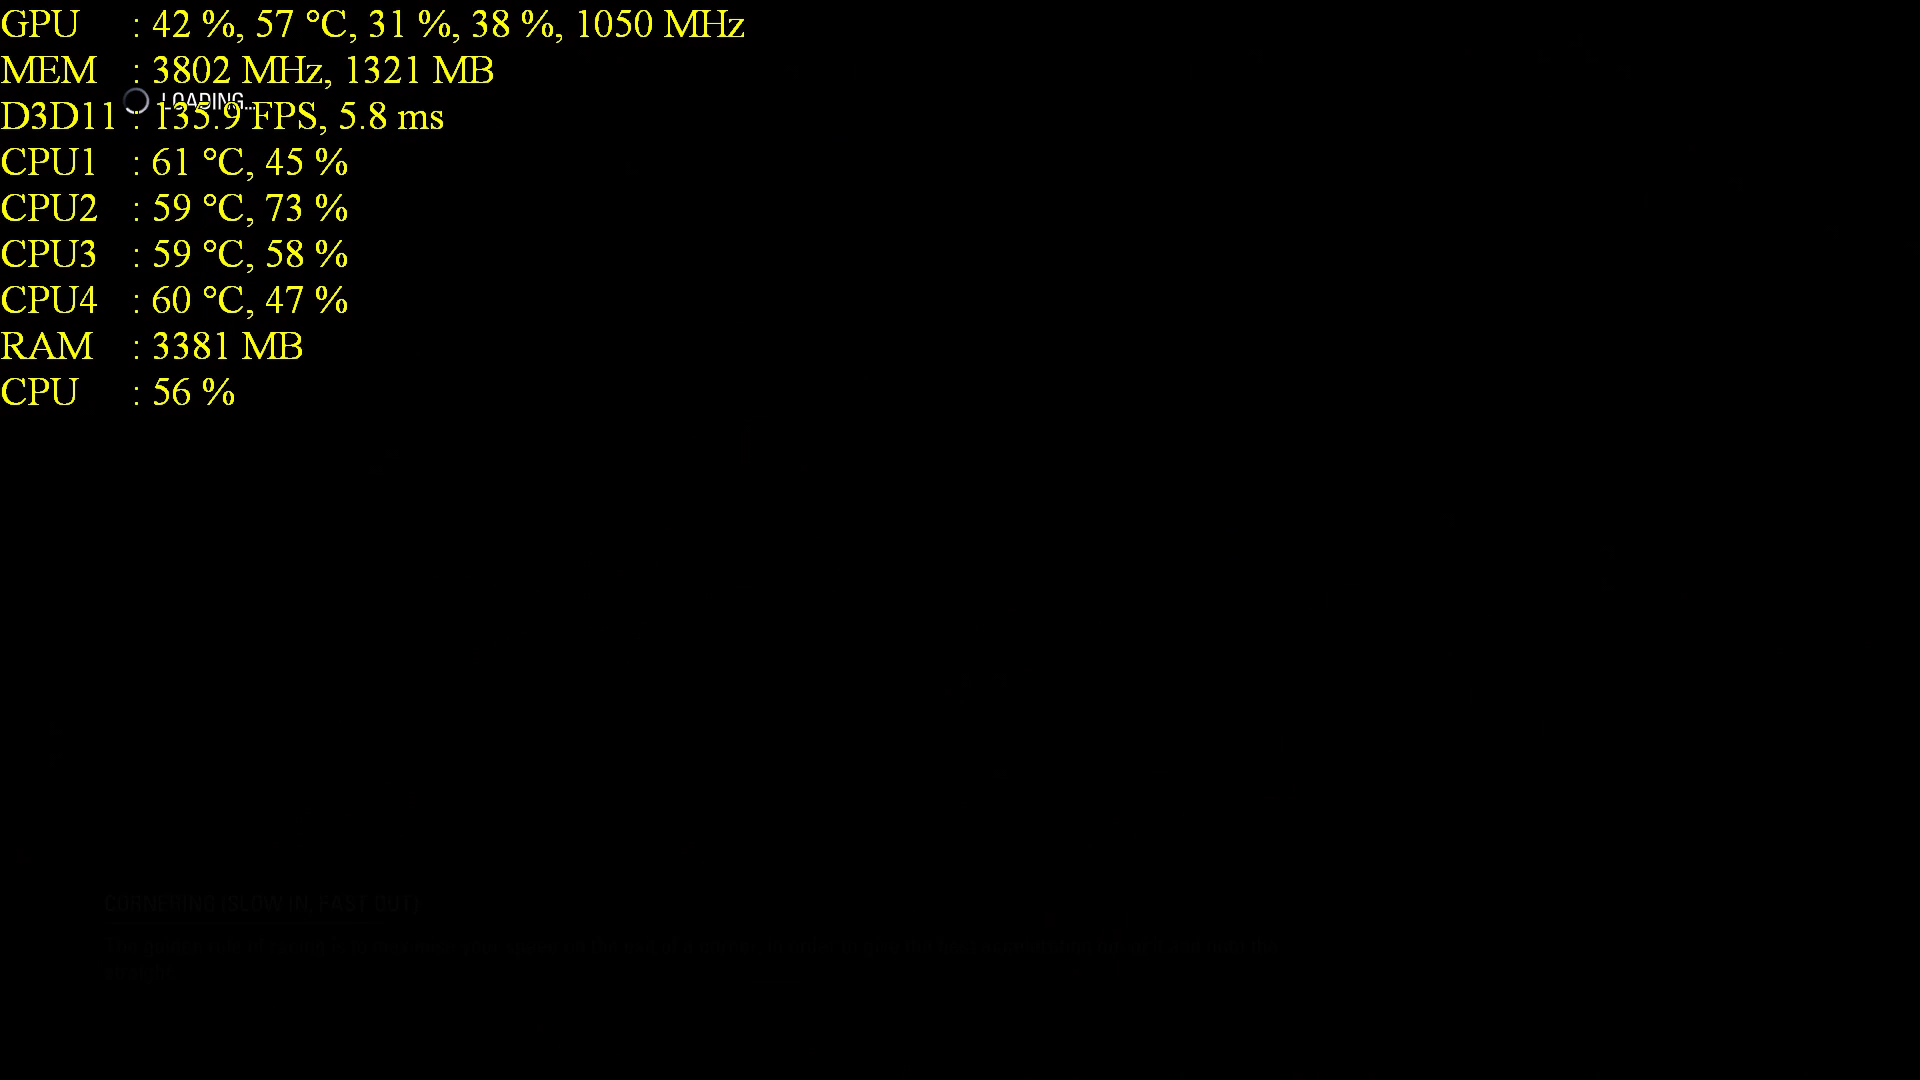 GPU : 42 %, 57 °C, 31 %, 38 %, 1050 MHz
MEM : 3802 MHz, 1321 MB
LOADING...
D3D11 : 135.9 FPS, 5.8 ms
CPU1 : 61 °C, 45 %
CPU2 : 59 °C, 73 %
CPU3 : 59 °C, 58 %
CPU4 : 60 °C, 47 %
RAM : 3381 MB
CPU : 56 %
CORNERING (SLOW IN, FAST OUT)